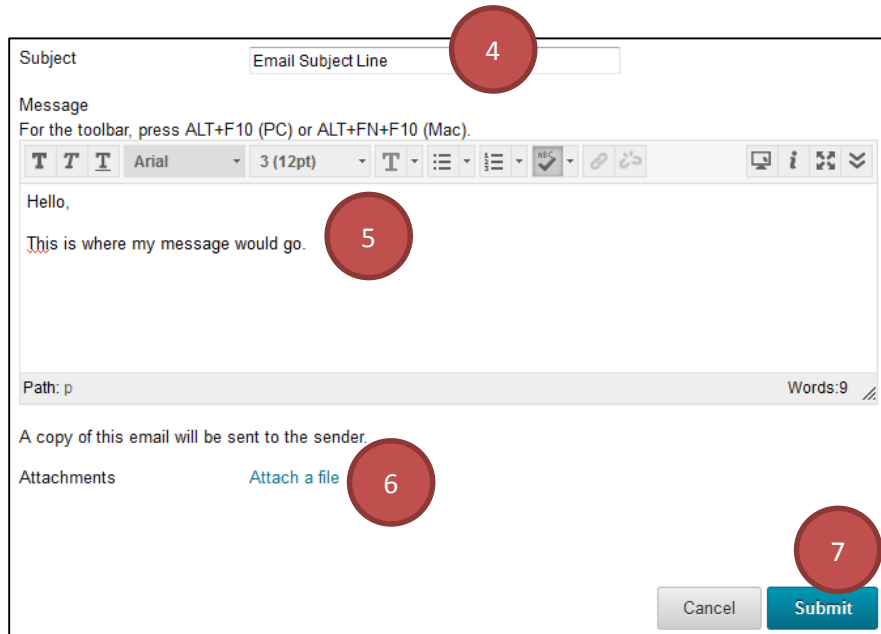 4
Subject Email Subject Line
Message
For the toolbar, press ALT+F10 (PC) or ALT+FN+F10 (Mac).
T T T Arial 3 (12pt) T ABC i
Hello,
This is where my message would go.
5
Path: p Words:9
A copy of this email will be sent to the sender.
Attachments Attach a file 6
7
Cancel Submit